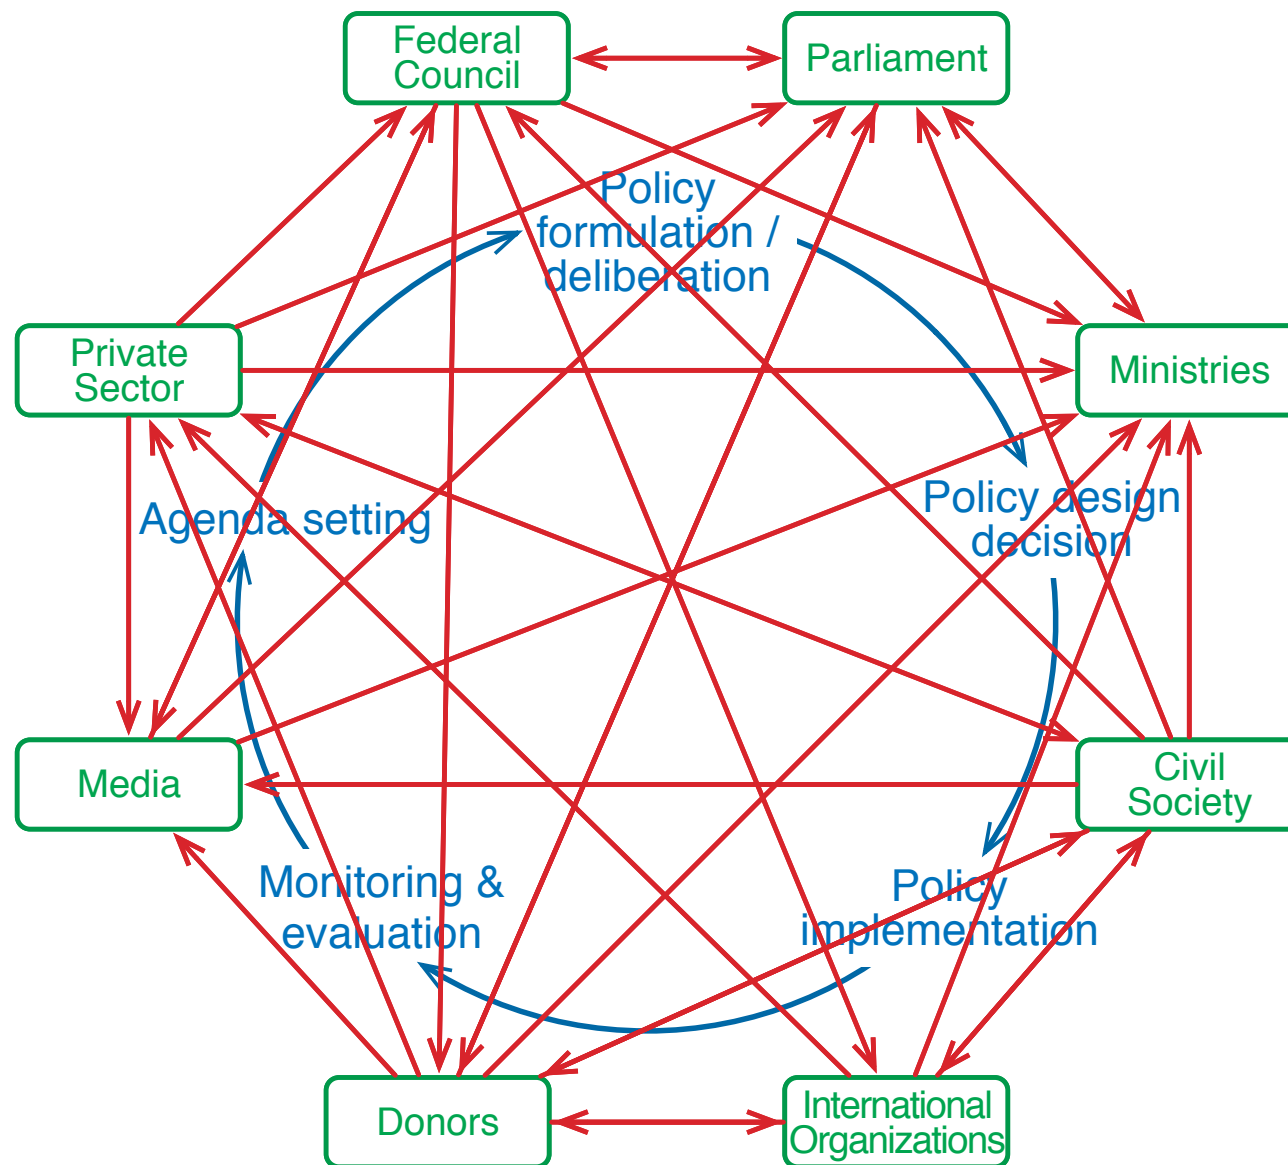 Federal
Council
Parliament
Policy
formulation /
deliberation
Private
Sector
Ministries
Agenda setting
Policy design
decision
Media
Civil
Society
Monitoring &
evaluation
Policy
implementation
Donors
International
Organizations